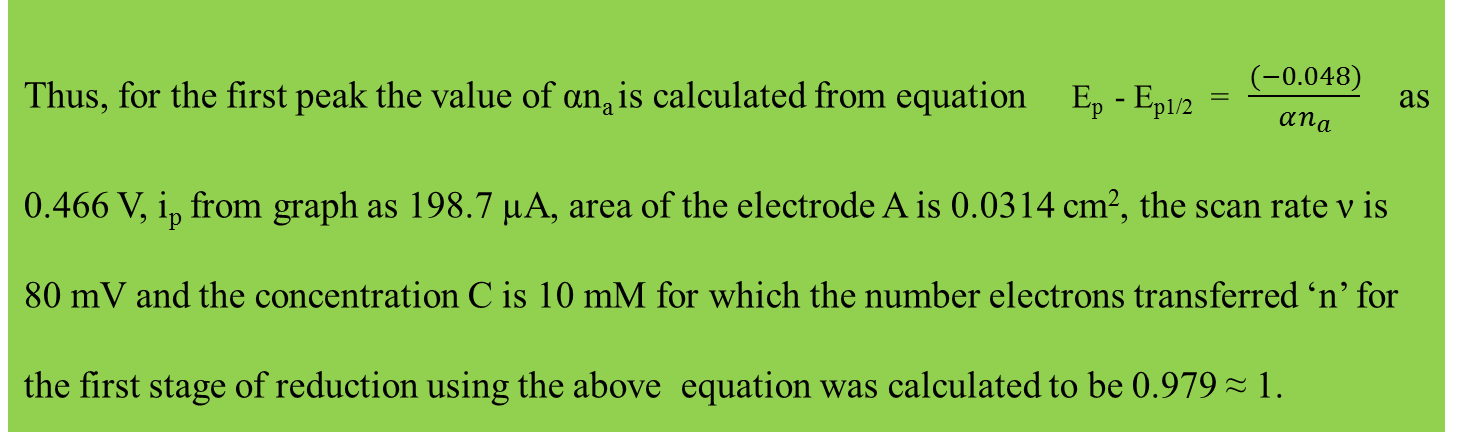 Thus, for the first peak the value of αnₐ is calculated from equation Eₚ - Eₚ₁/₂ = (−0.048)/αnₐ as
0.466 V, iₚ from graph as 198.7 μA, area of the electrode A is 0.0314 cm², the scan rate ν is
80 mV and the concentration C is 10 mM for which the number electrons transferred ‘n’ for
the first stage of reduction using the above equation was calculated to be 0.979 ≈ 1.